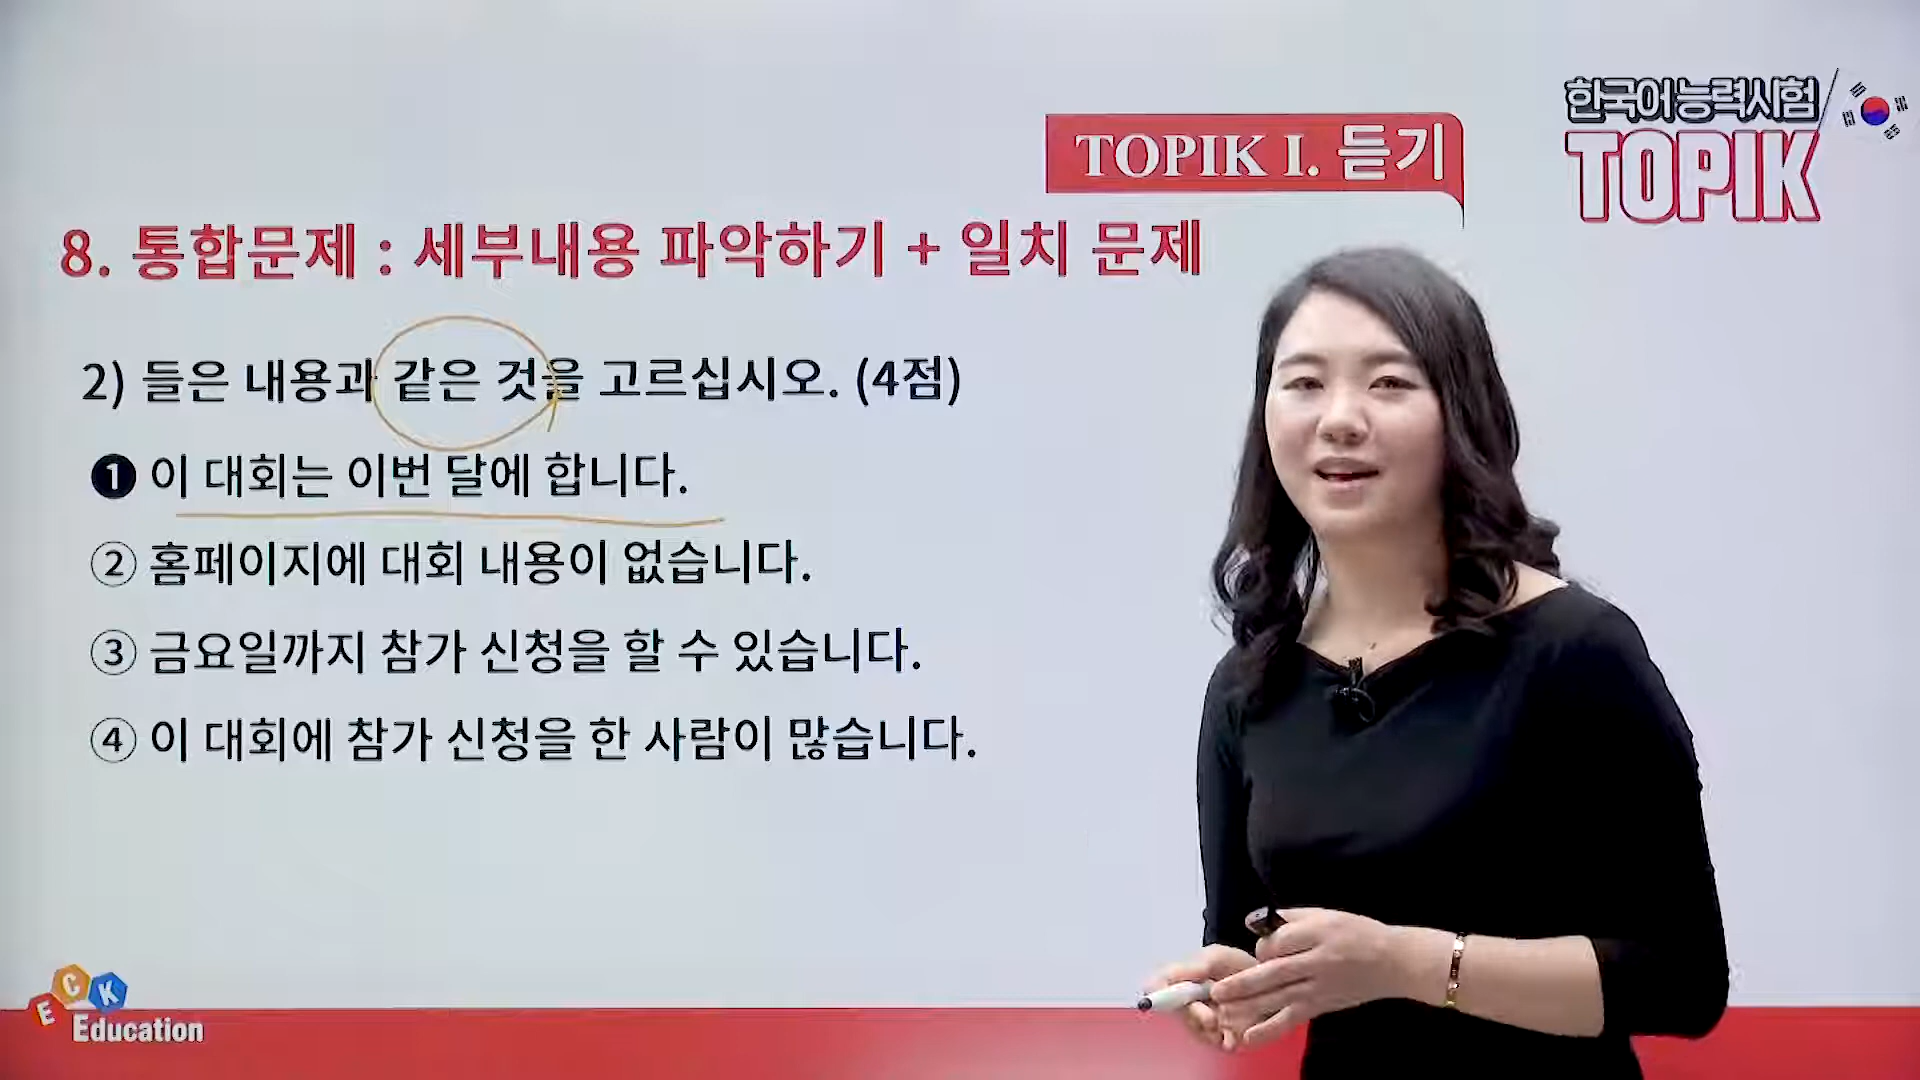 한국어능력시험
TOPIK
TOPIK I. 듣기
8. 통합문제 : 세부내용 파악하기 + 일치 문제
2) 들은 내용과 같은 것을 고르십시오. (4점)
❶ 이 대회는 이번 달에 합니다.
② 홈페이지에 대회 내용이 없습니다.
③ 금요일까지 참가 신청을 할 수 있습니다.
④ 이 대회에 참가 신청을 한 사람이 많습니다.
ECK
Education